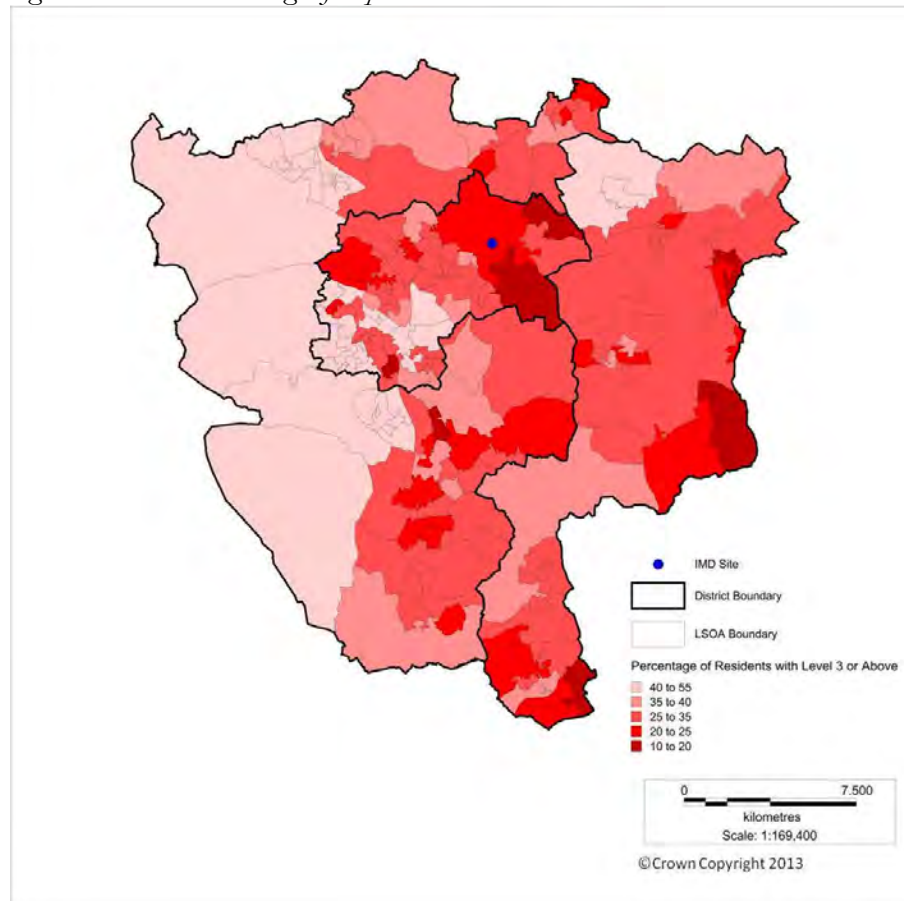 IMD Site
District Boundary
LSOA Boundary
Percentage of Residents with Level 3 or Above
40 to 55
35 to 40
25 to 35
20 to 25
10 to 20
0 7.500
kilometres
Scale: 1:169,400
©Crown Copyright 2013